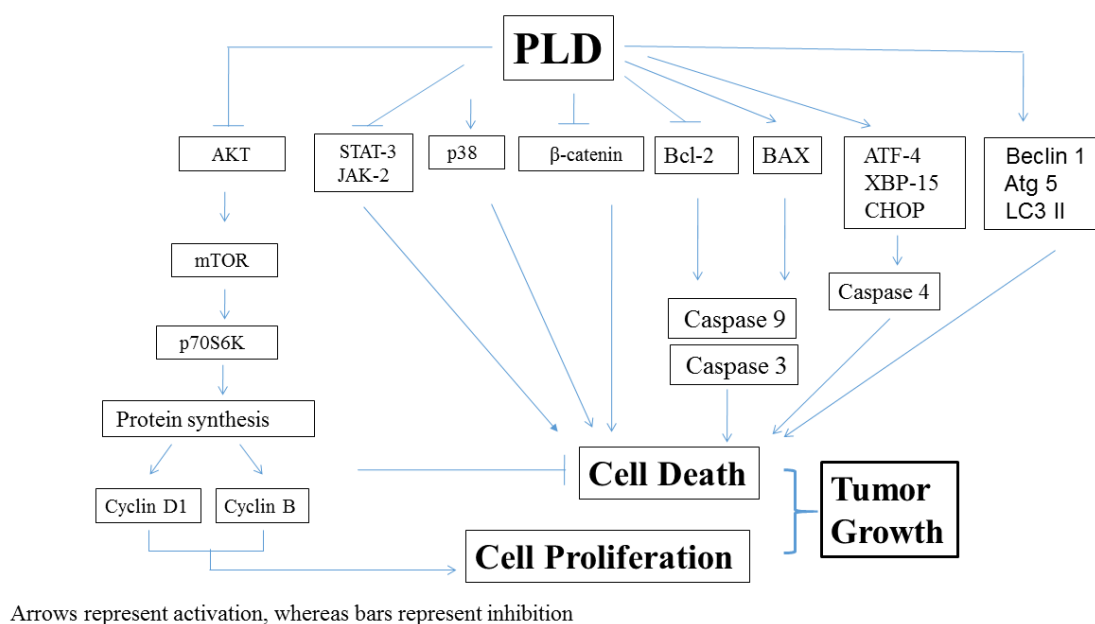 PLD
AKT
STAT-3
JAK-2
p38
β-catenin
Bcl-2
BAX
ATF-4
XBP-15
CHOP
Beclin 1
Atg 5
LC3 II
mTOR
Caspase 4
Caspase 9
p70S6K
Caspase 3
Protein synthesis
Cell Death
Tumor
Growth
Cyclin D1
Cyclin B
Cell Proliferation
Arrows represent activation, whereas bars represent inhibition